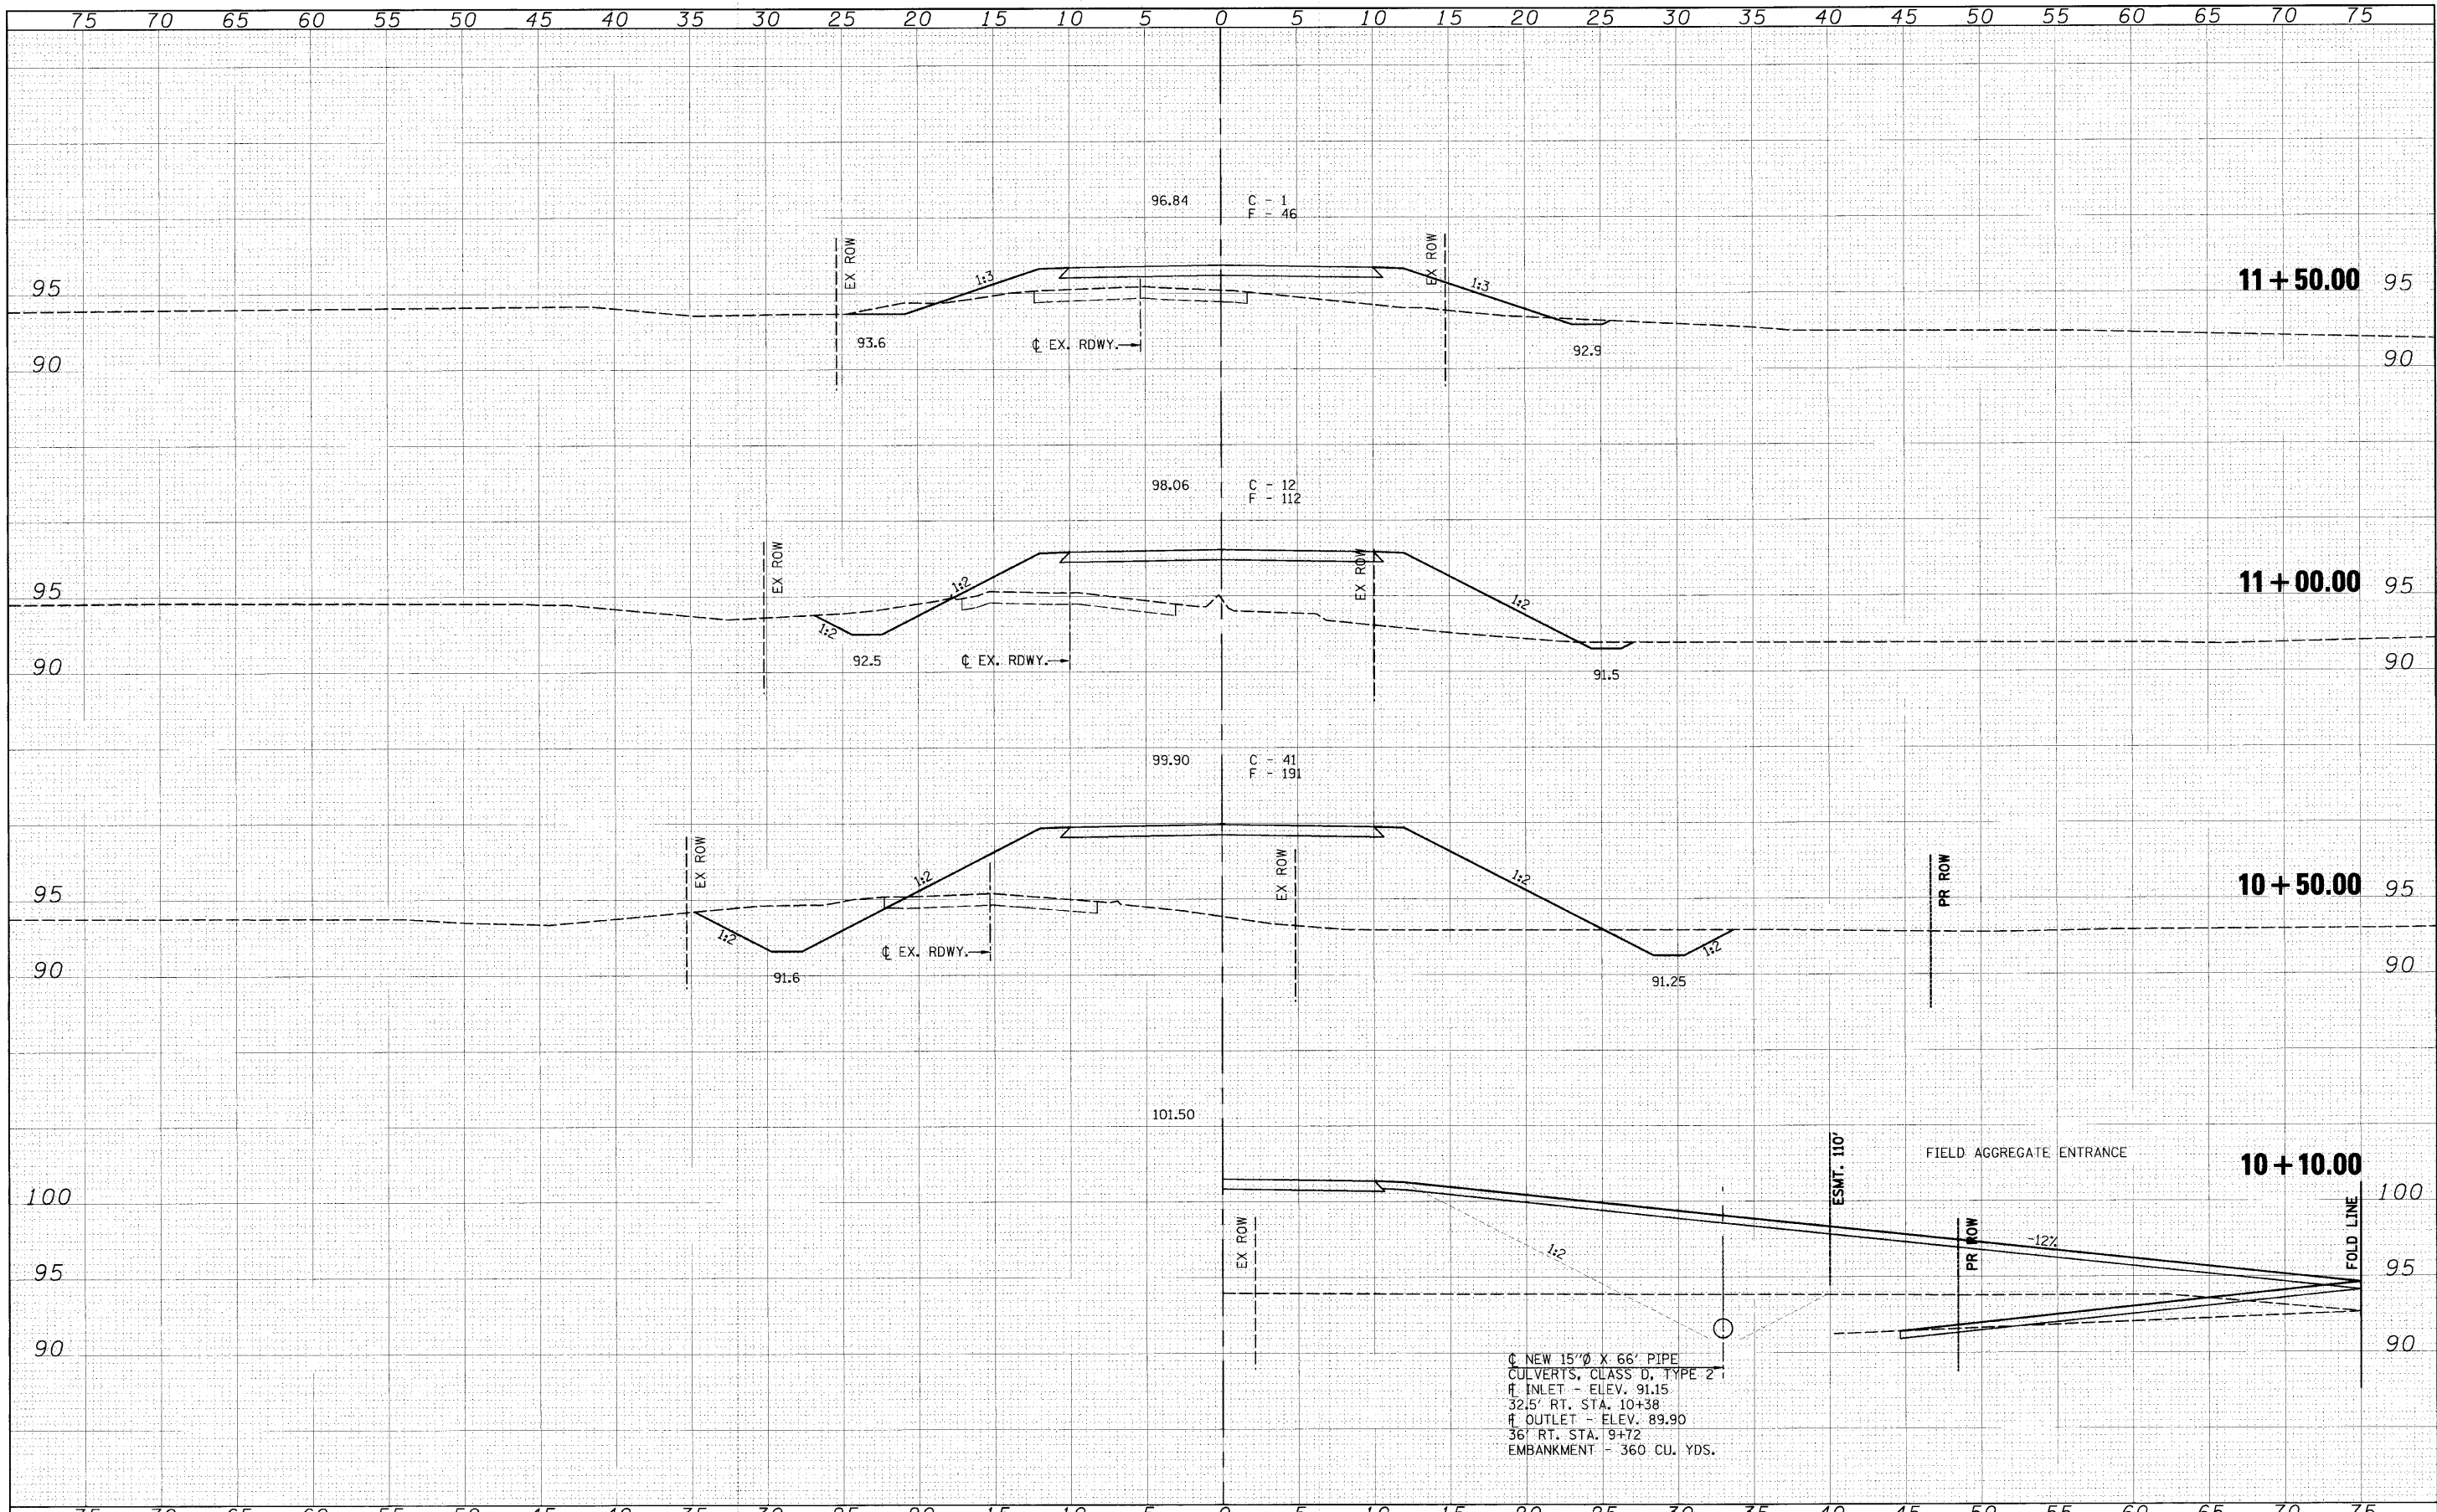 75 70 65 60 55 50 45 40 35 30 25 20 15 10 5 0 5 10 15 20 25 30 35 40 45 50 55 60 65 70 75
96.84 C - 1
F - 46
EX ROW EX ROW
1:3 1:3
95 11 + 50.00 95
93.6 ℄ EX. RDWY. 92.9
90 90
98.06 C - 12
F - 112
EX ROW EX ROW
1:2 1:2
95 11 + 00.00 95
1:2
92.5 ℄ EX. RDWY. 91.5
90 90
99.90 C - 41
F - 191
EX ROW EX ROW PR ROW
1:2 1:2
95 10 + 50.00 95
1:2 ℄ EX. RDWY. 1:2
91.6 91.25
90 90
101.50
ESMT. 110'
FIELD AGGREGATE ENTRANCE
10 + 10.00
100 100
EX ROW 1:2 PR ROW -12% FOLD LINE
95 95
90 90
℄ NEW 15"Ø X 66' PIPE
CULVERTS, CLASS D, TYPE 2
F̵L INLET - ELEV. 91.15
32.5' RT. STA. 10+38
F̵L OUTLET - ELEV. 89.90
36' RT. STA. 9+72
EMBANKMENT - 360 CU. YDS.
75 70 65 60 55 50 45 40 35 30 25 20 15 10 5 0 5 10 15 20 25 30 35 40 45 50 55 60 65 70 75